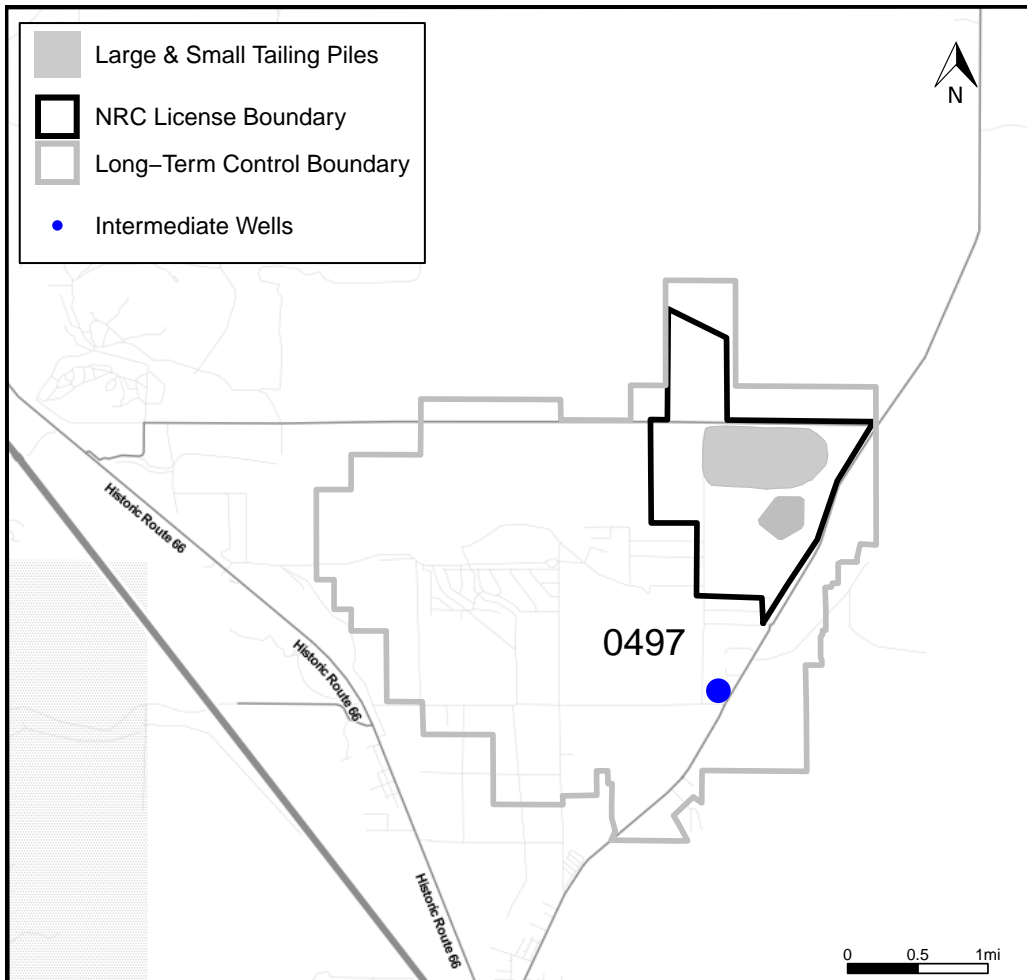 Large & Small Tailing Piles
NRC License Boundary
Long−Term Control Boundary
Intermediate Wells
N
Historic Route 66
Historic Route 66
0497
Historic Route 66
0 0.5 1mi